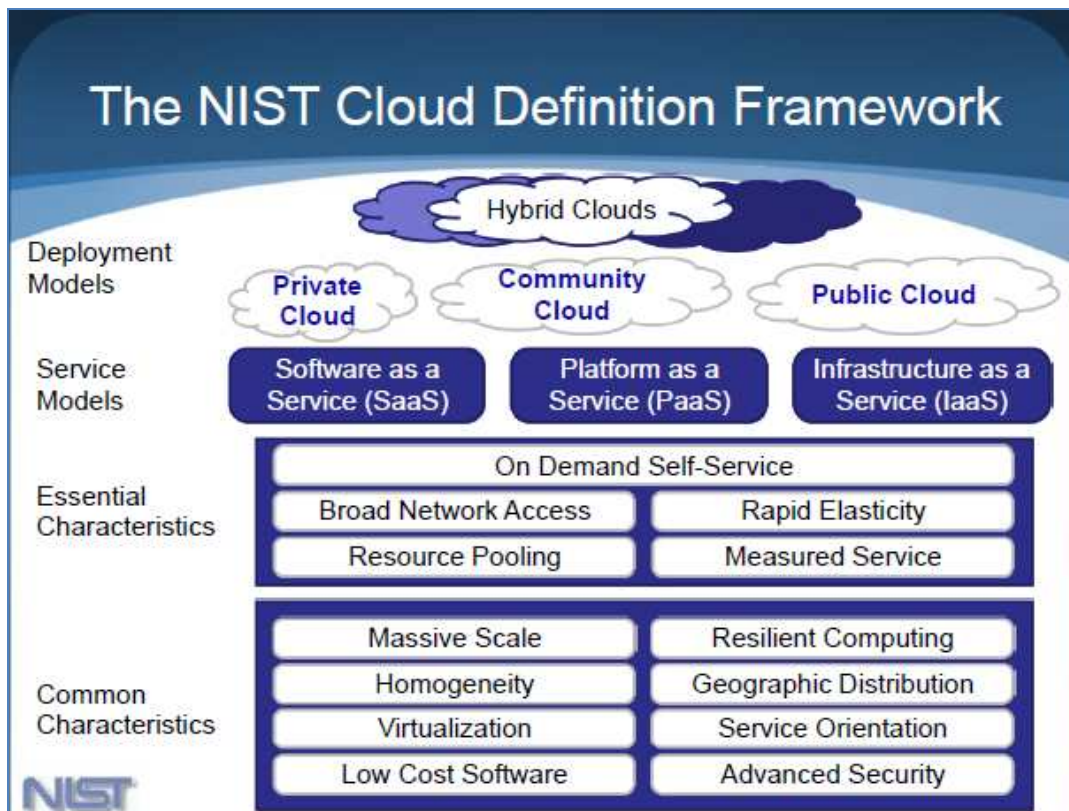 The NIST Cloud Definition Framework
Hybrid Clouds
Deployment
Models
Private
Cloud
Community
Cloud
Public Cloud
Service
Models
Software as a
Service (SaaS)
Platform as a
Service (PaaS)
Infrastructure as a
Service (IaaS)
Essential
Characteristics
On Demand Self-Service
Broad Network Access
Rapid Elasticity
Resource Pooling
Measured Service
Common
Characteristics
Massive Scale
Resilient Computing
Homogeneity
Geographic Distribution
Virtualization
Service Orientation
Low Cost Software
Advanced Security
NIST